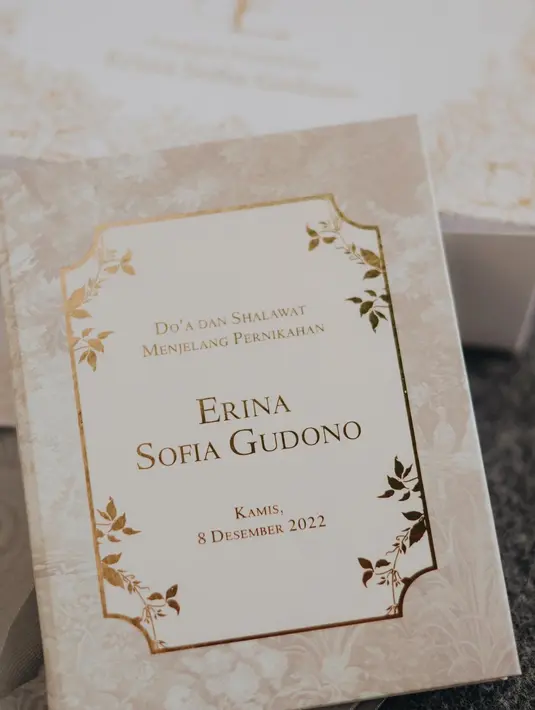 DO'A DAN SHALAWAT
MENJELANG PERNIKAHAN
ERINA
SOFIA GUDONO
KAMIS,
8 DESEMBER 2022